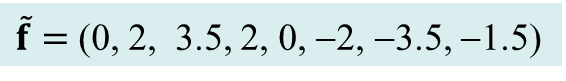 f̃ = (0, 2, 3.5, 2, 0, −2, −3.5, −1.5)